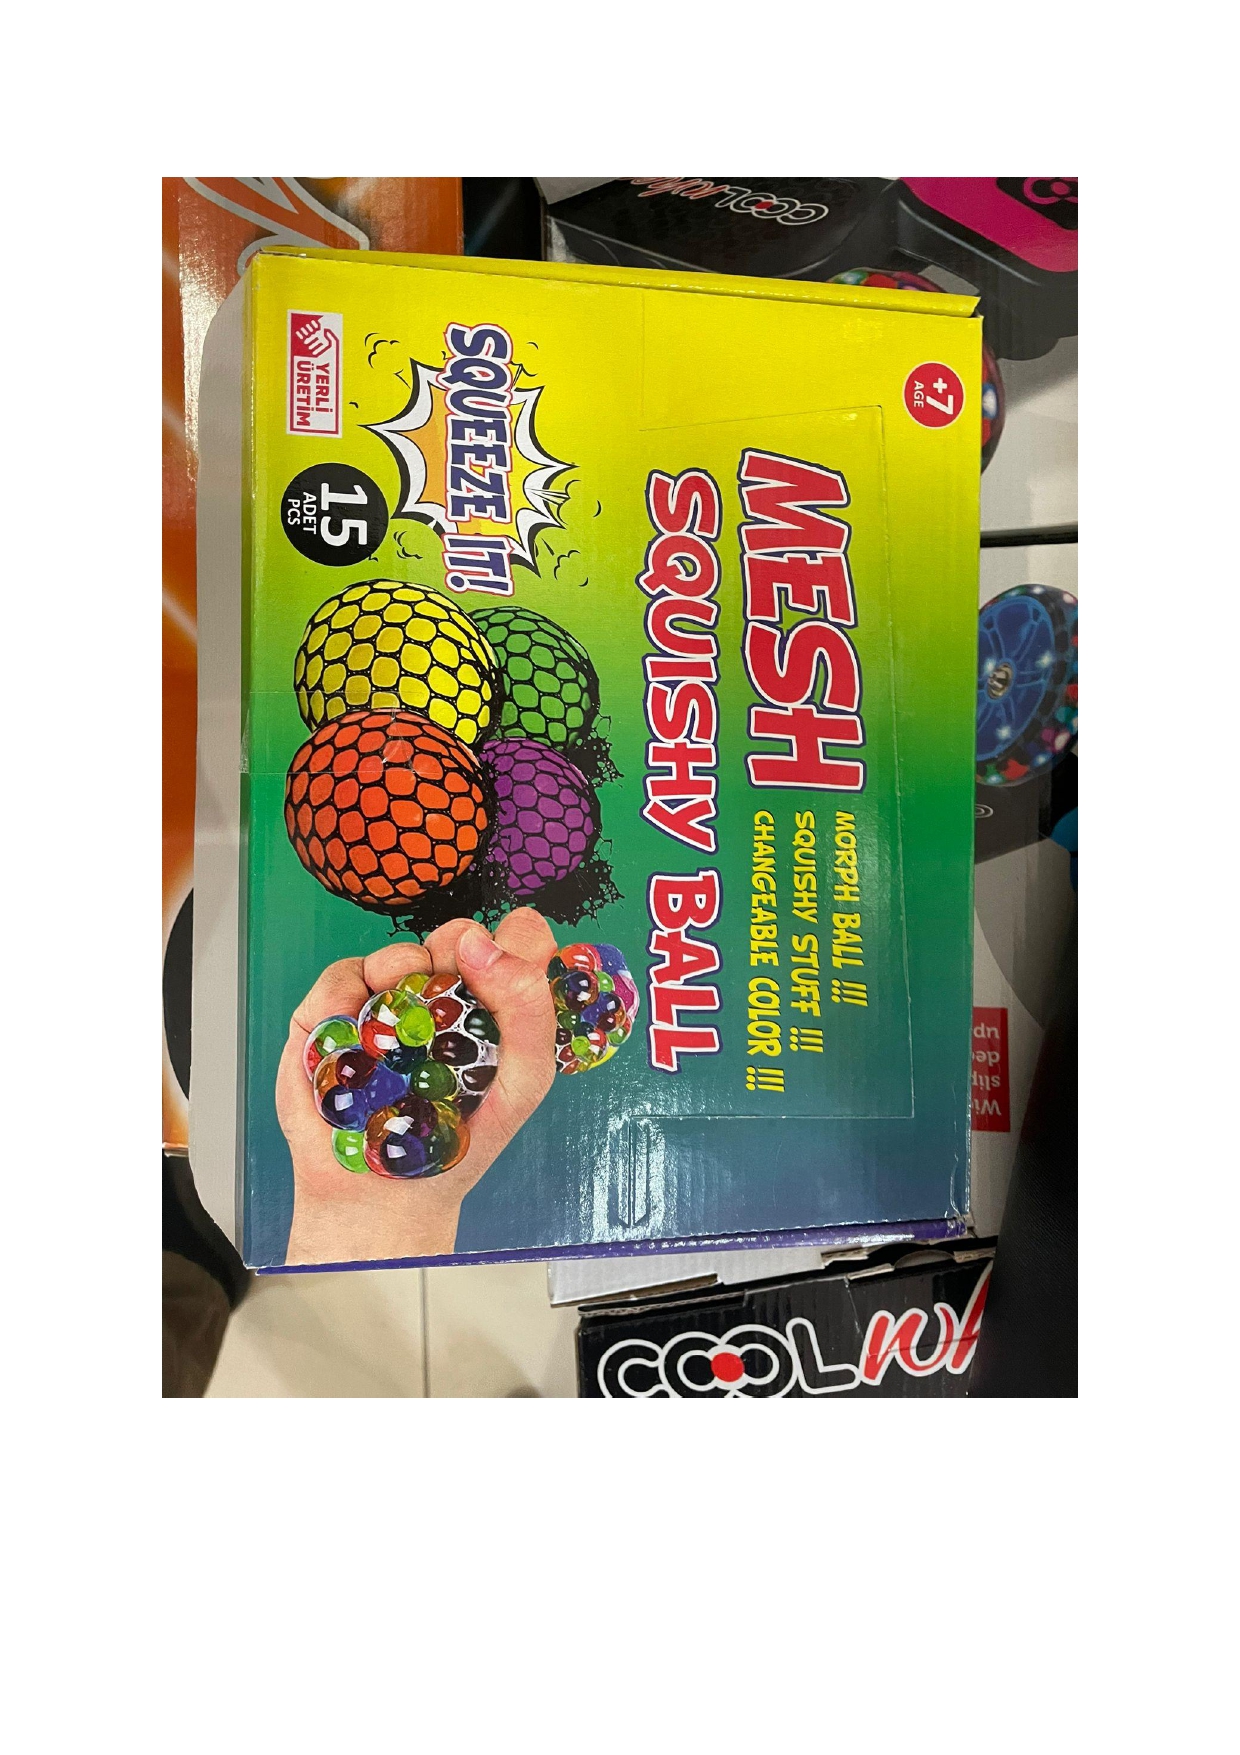 +7
AGE
MESH
MORPH BALL !!!
SQUISHY STUFF !!!
CHANGEABLE COLOR !!!
SQUISHY BALL
SQUEEZE IT!
YERLİ
ÜRETİM
15
ADET
PCS
COOL
COOL